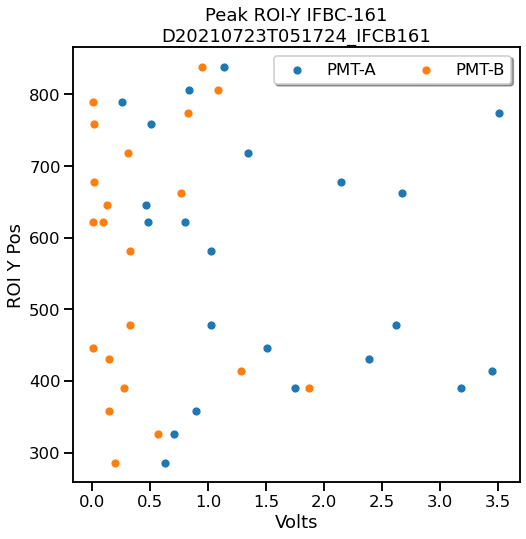 Peak ROI-Y IFBC-161
D20210723T051724_IFCB161
PMT-A PMT-B
800
700
600
500
400
300
ROI Y Pos
0.0 0.5 1.0 1.5 2.0 2.5 3.0 3.5
Volts